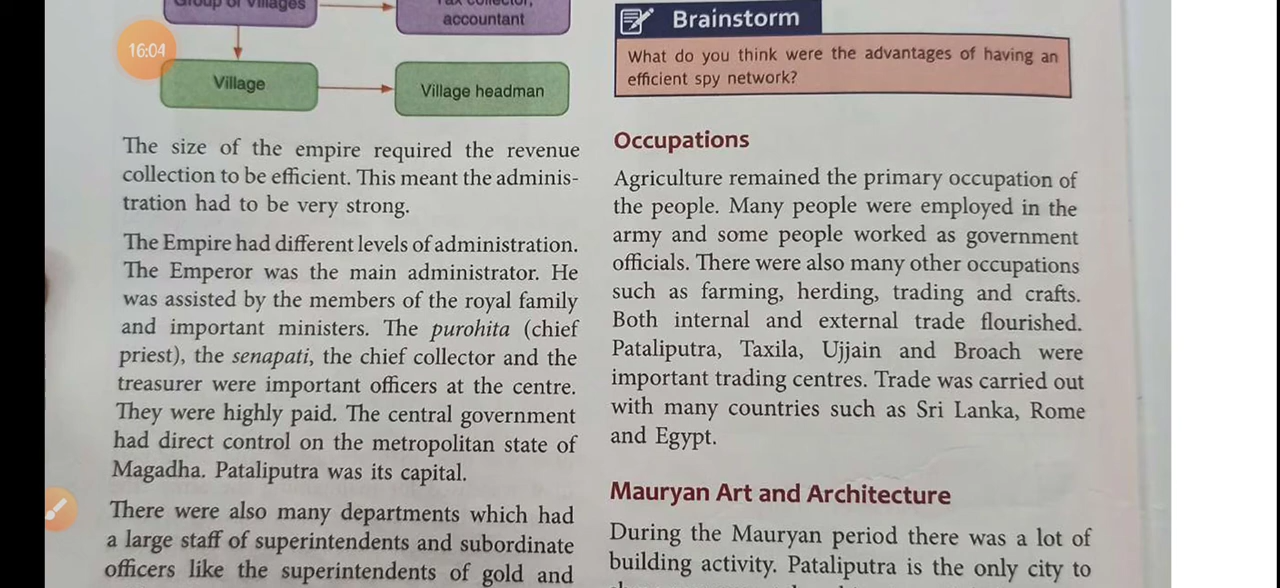 Group of Villages
Tax collector,
accountant
16:04
Village
Village headman
The size of the empire required the revenue
collection to be efficient. This meant the adminis-
tration had to be very strong.
The Empire had different levels of administration.
The Emperor was the main administrator. He
was assisted by the members of the royal family
and important ministers. The purohita (chief
priest), the senapati, the chief collector and the
treasurer were important officers at the centre.
They were highly paid. The central government
had direct control on the metropolitan state of
Magadha. Pataliputra was its capital.
There were also many departments which had
a large staff of superintendents and subordinate
officers like the superintendents of gold and
Brainstorm
What do you think were the advantages of having an
efficient spy network?
Occupations
Agriculture remained the primary occupation of
the people. Many people were employed in the
army and some people worked as government
officials. There were also many other occupations
such as farming, herding, trading and crafts.
Both internal and external trade flourished.
Pataliputra, Taxila, Ujjain and Broach were
important trading centres. Trade was carried out
with many countries such as Sri Lanka, Rome
and Egypt.
Mauryan Art and Architecture
During the Mauryan period there was a lot of
building activity. Pataliputra is the only city to